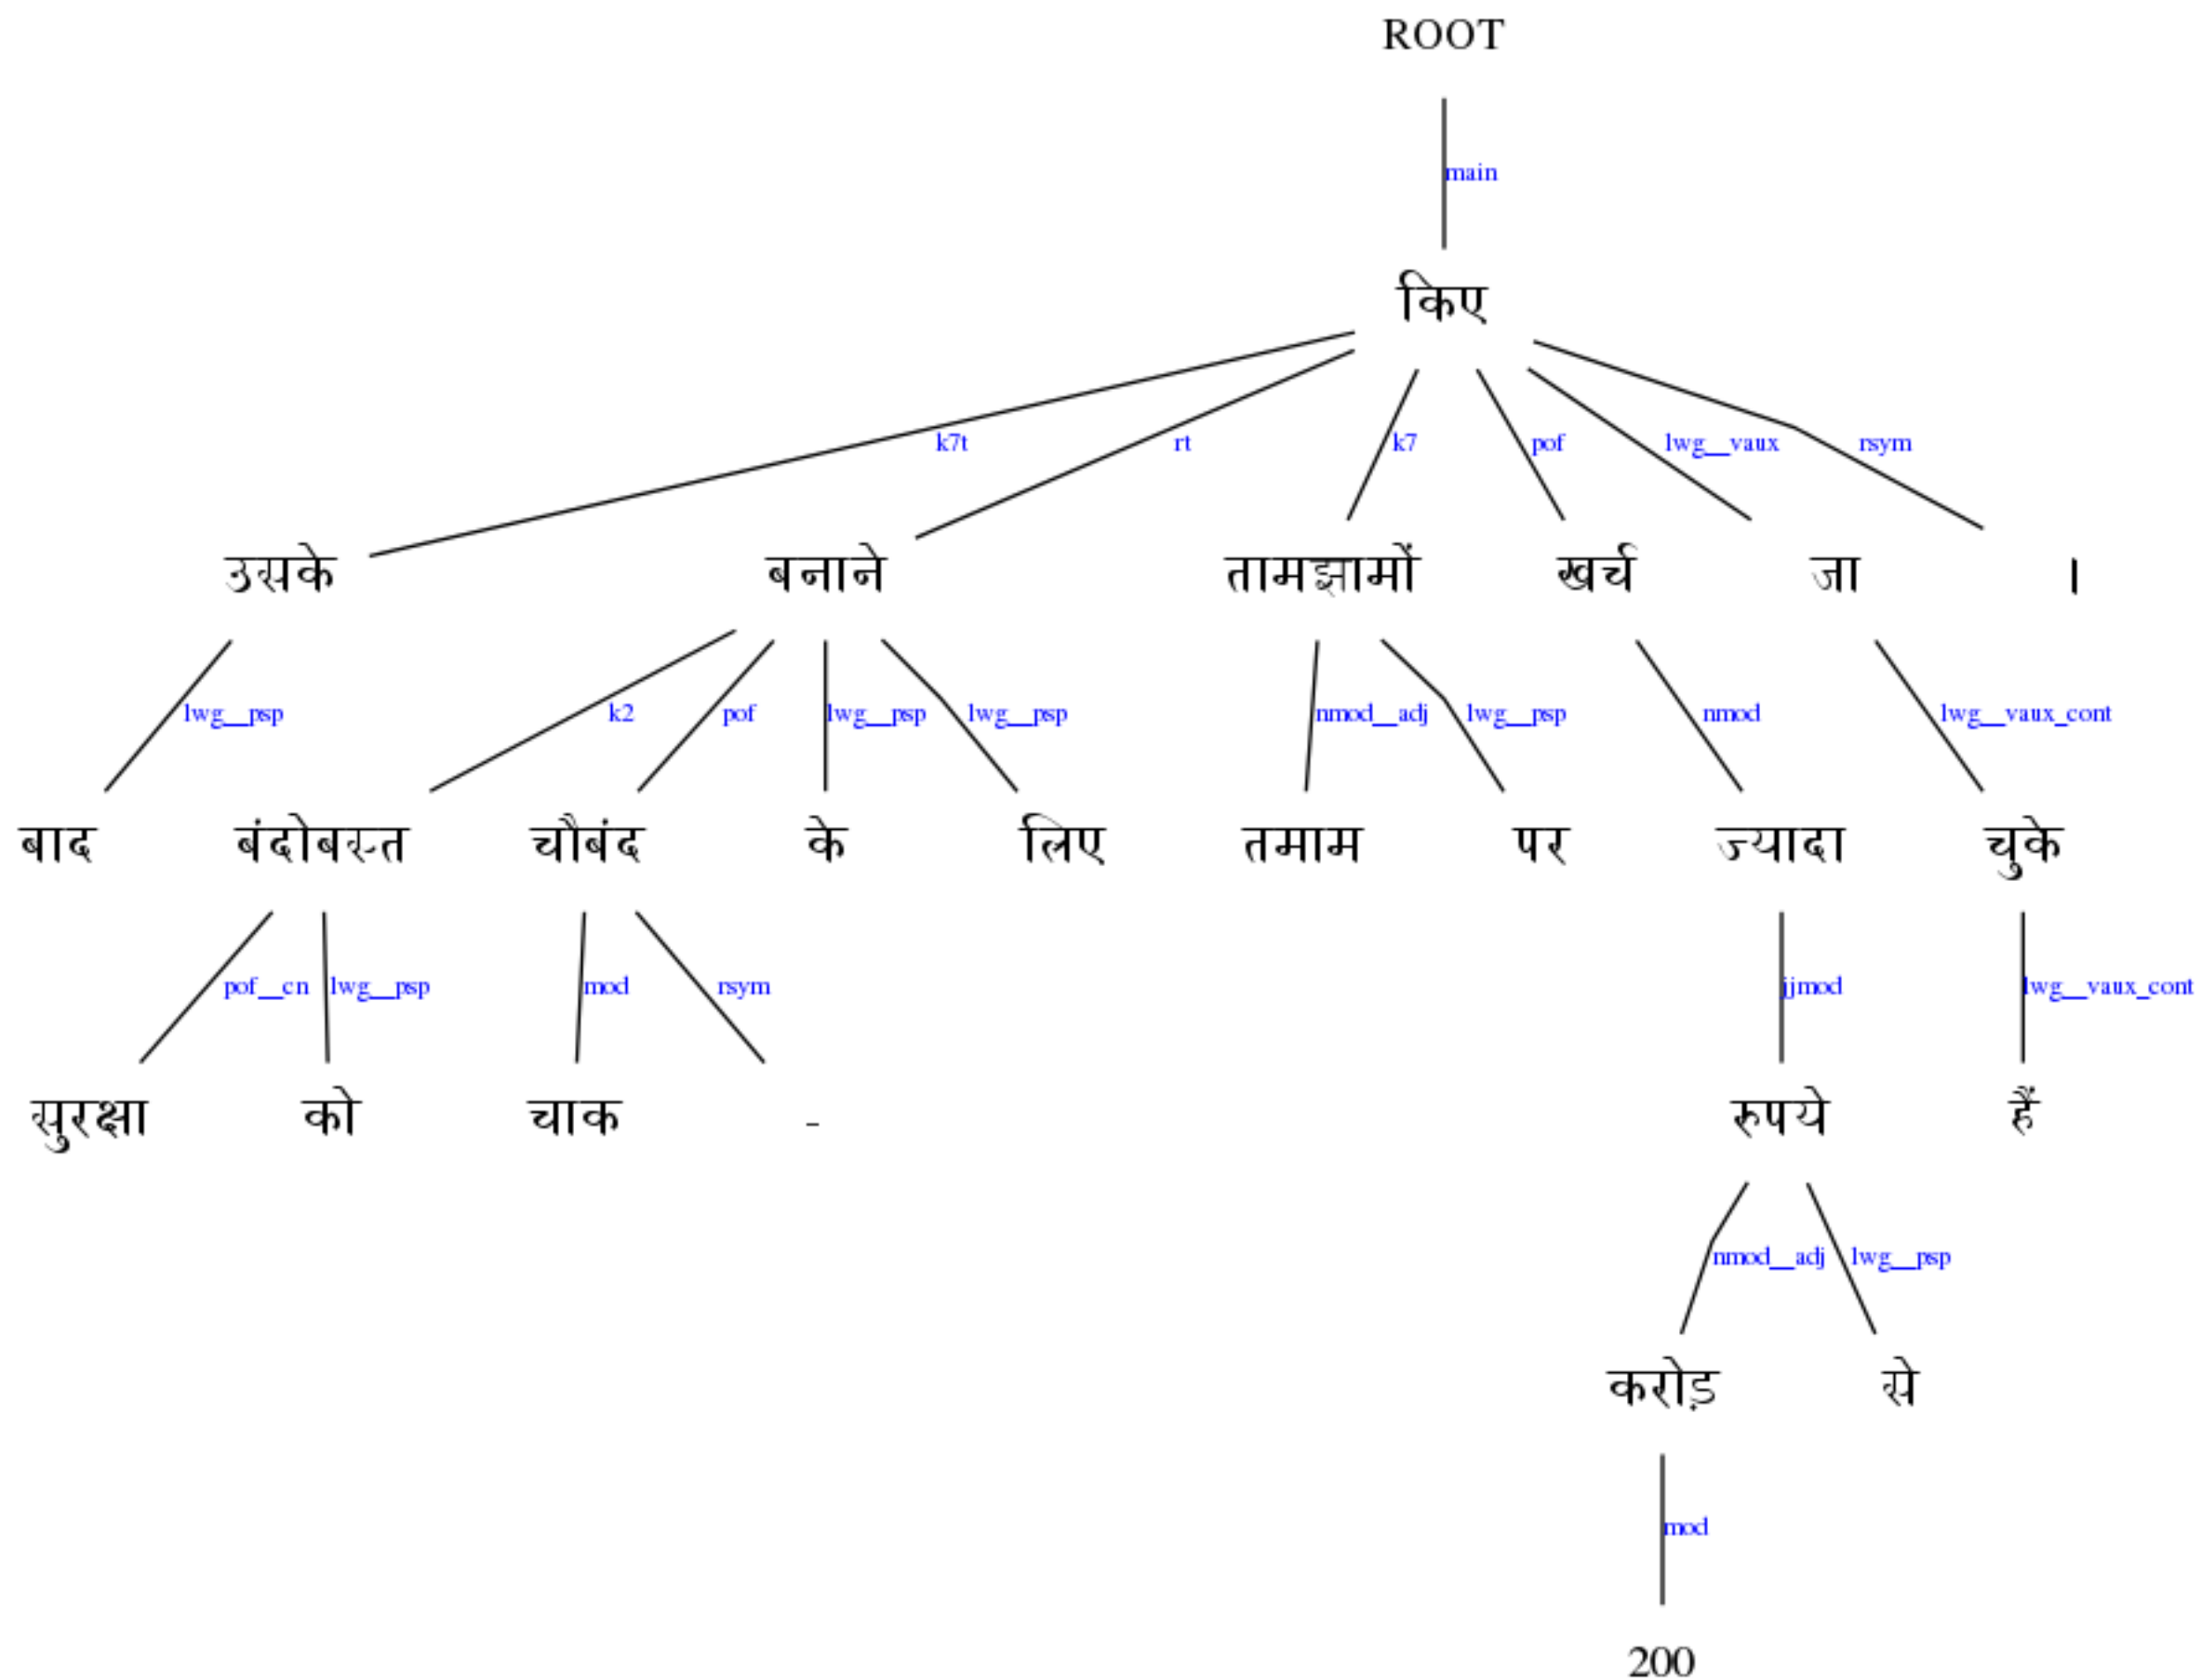 ROOT
main
किए
k7t rt k7 pof lwg__vaux rsym
उसके बनाने तामझामों खर्च जा ।
lwg__psp k2 pof lwg__psp lwg__psp nmod__adj lwg__psp nmod lwg__vaux_cont
बाद बंदोबस्त चौबंद के लिए तमाम पर ज्यादा चुके
pof__cn lwg__psp mod rsym jjmod lwg__vaux_cont
सुरक्षा को चाक - रुपये हैं
nmod__adj lwg__psp
करोड़ से
mod
200